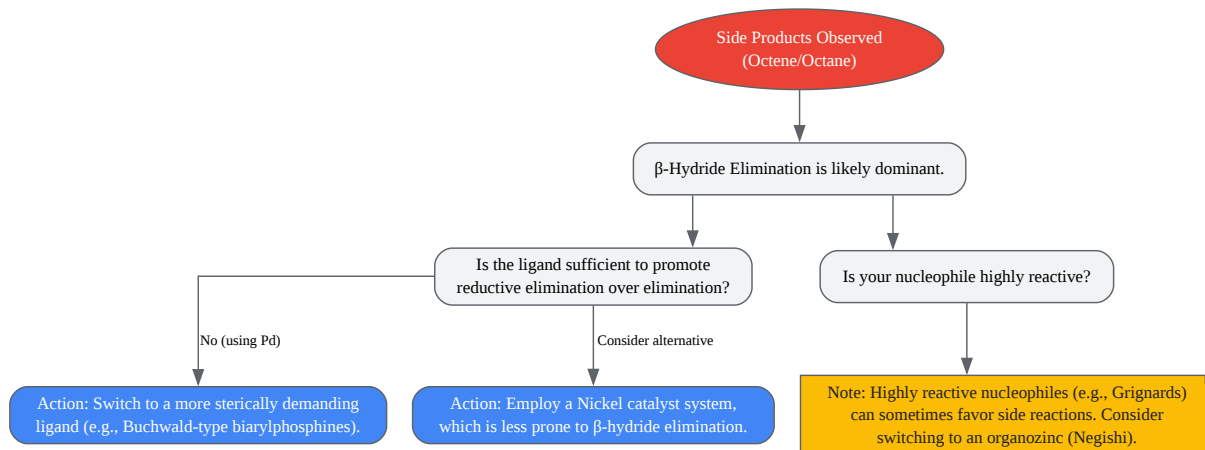 Side Products Observed
(Octene/Octane)
β-Hydride Elimination is likely dominant.
Is the ligand sufficient to promote
reductive elimination over elimination?
Is your nucleophile highly reactive?
No (using Pd)
Consider alternative
Action: Switch to a more sterically demanding
ligand (e.g., Buchwald-type biarylphosphines).
Action: Employ a Nickel catalyst system,
which is less prone to β-hydride elimination.
Note: Highly reactive nucleophiles (e.g., Grignards)
can sometimes favor side reactions. Consider
switching to an organozinc (Negishi).